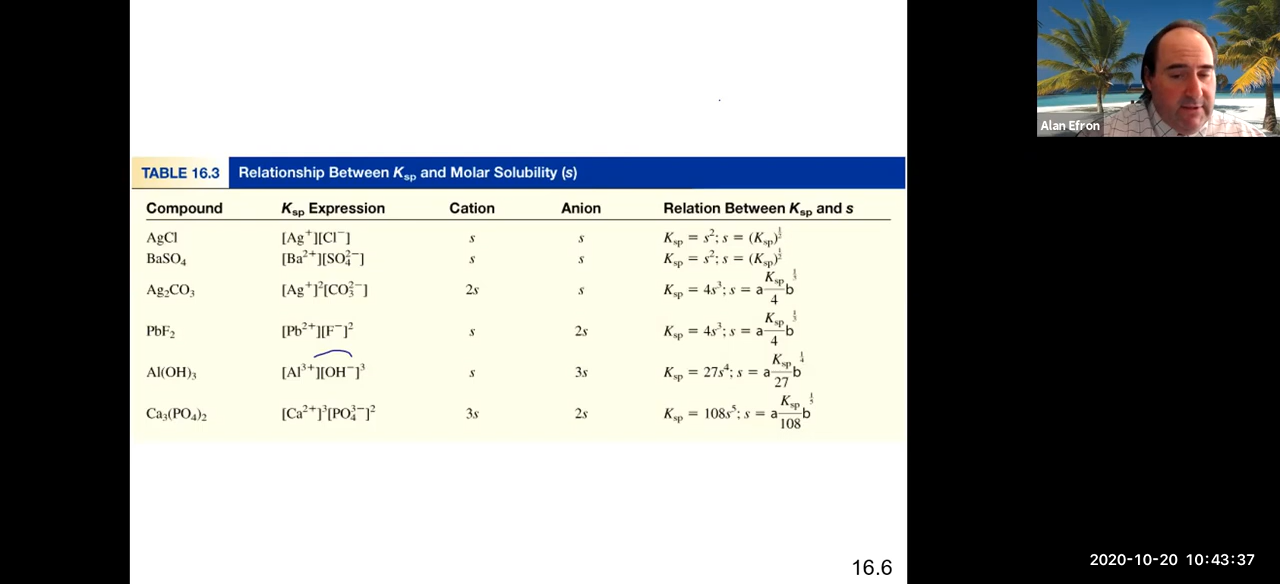 Alan Efron
TABLE 16.3 Relationship Between Ksp and Molar Solubility (s)
Compound Ksp Expression Cation Anion Relation Between Ksp and s
AgCl [Ag⁺][Cl⁻] s s Ksp = s²; s = (Ksp)^½
BaSO₄ [Ba²⁺][SO₄²⁻] s s Ksp = s²; s = (Ksp)^½
Ag₂CO₃ [Ag⁺]²[CO₃²⁻] 2s s Ksp = 4s³; s = a Ksp/4 b^⅓
PbF₂ [Pb²⁺][F⁻]² s 2s Ksp = 4s³; s = a Ksp/4 b^⅓
Al(OH)₃ [Al³⁺][OH⁻]³ s 3s Ksp = 27s⁴; s = a Ksp/27 b^¼
Ca₃(PO₄)₂ [Ca²⁺]³[PO₄³⁻]² 3s 2s Ksp = 108s⁵; s = a Ksp/108 b^⅕
16.6
2020-10-20 10:43:37